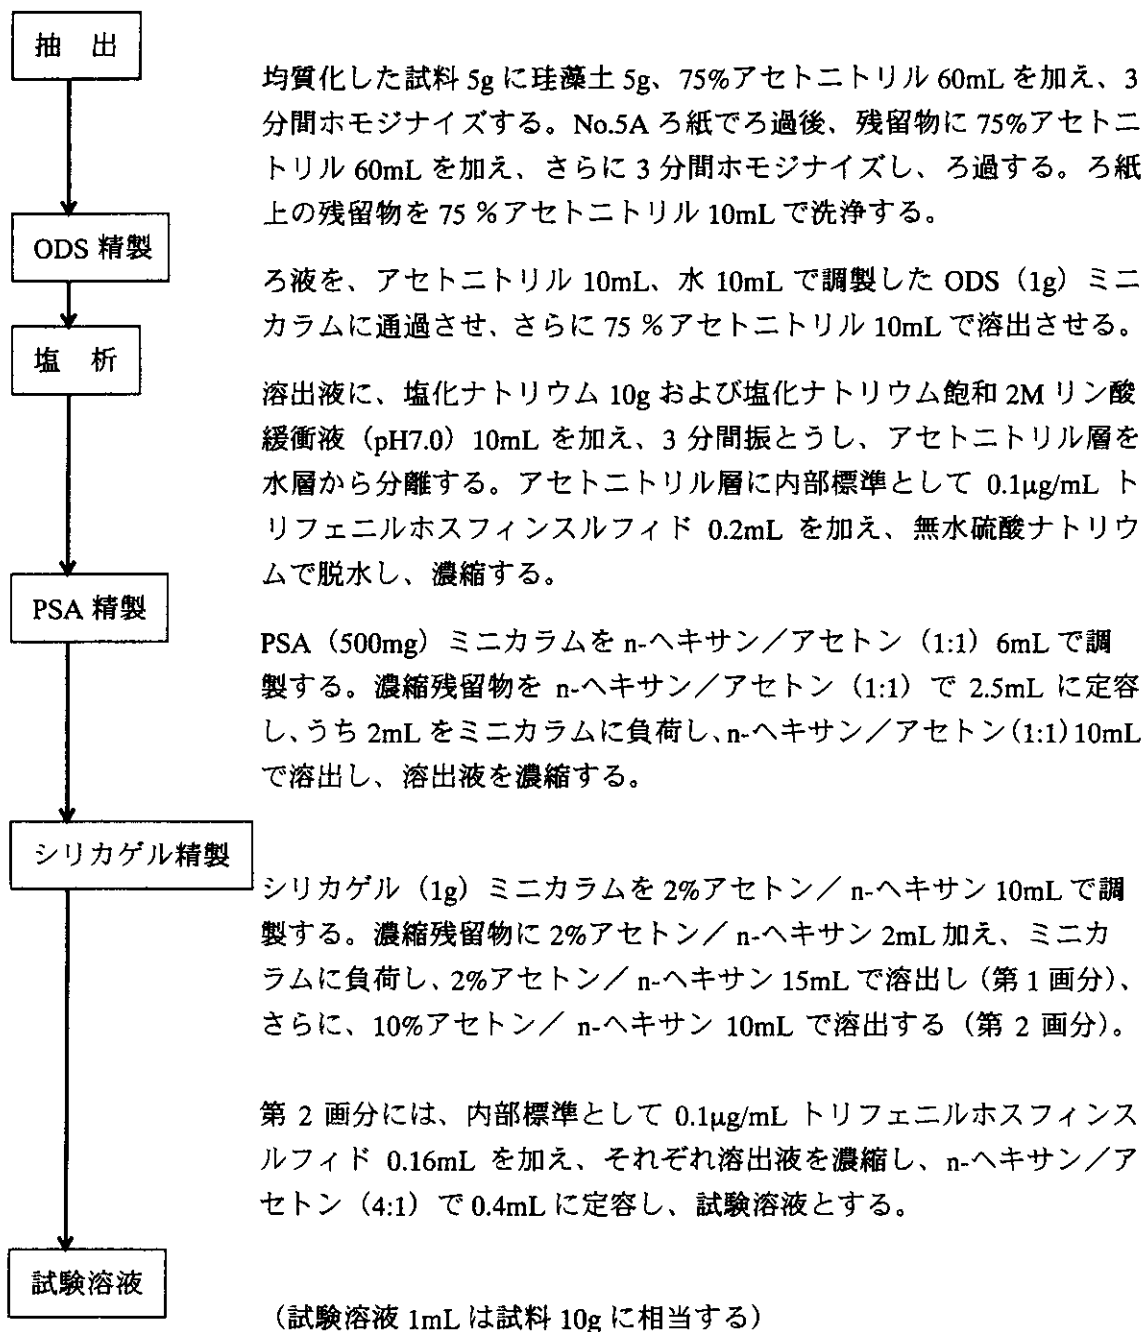 抽　出
均質化した試料 5g に珪藻土 5g、75%アセトニトリル 60mL を加え、3
分間ホモジナイズする。No.5A ろ紙でろ過後、残留物に 75%アセトニ
トリル 60mL を加え、さらに 3 分間ホモジナイズし、ろ過する。ろ紙
上の残留物を 75 %アセトニトリル 10mL で洗浄する。
ODS 精製
ろ液を、アセトニトリル 10mL、水 10mL で調製した ODS（1g）ミニ
カラムに通過させ、さらに 75 %アセトニトリル 10mL で溶出させる。
塩　析
溶出液に、塩化ナトリウム 10g および塩化ナトリウム飽和 2M リン酸
緩衝液（pH7.0）10mL を加え、3 分間振とうし、アセトニトリル層を
水層から分離する。アセトニトリル層に内部標準として 0.1μg/mL ト
リフェニルホスフィンスルフィド 0.2mL を加え、無水硫酸ナトリウ
ムで脱水し、濃縮する。
PSA 精製
PSA（500mg）ミニカラムを n-ヘキサン／アセトン（1:1）6mL で調
製する。濃縮残留物を n-ヘキサン／アセトン（1:1）で 2.5mL に定容
し、うち 2mL をミニカラムに負荷し、n-ヘキサン／アセトン（1:1）10mL
で溶出し、溶出液を濃縮する。
シリカゲル精製
シリカゲル（1g）ミニカラムを 2%アセトン／ n-ヘキサン 10mL で調
製する。濃縮残留物に 2%アセトン／ n-ヘキサン 2mL 加え、ミニカ
ラムに負荷し、2%アセトン／ n-ヘキサン 15mL で溶出し（第 1 画分）、
さらに、10%アセトン／ n-ヘキサン 10mL で溶出する（第 2 画分）。
第 2 画分には、内部標準として 0.1μg/mL トリフェニルホスフィンス
ルフィド 0.16mL を加え、それぞれ溶出液を濃縮し、n-ヘキサン／ア
セトン（4:1）で 0.4mL に定容し、試験溶液とする。
試験溶液
（試験溶液 1mL は試料 10g に相当する）